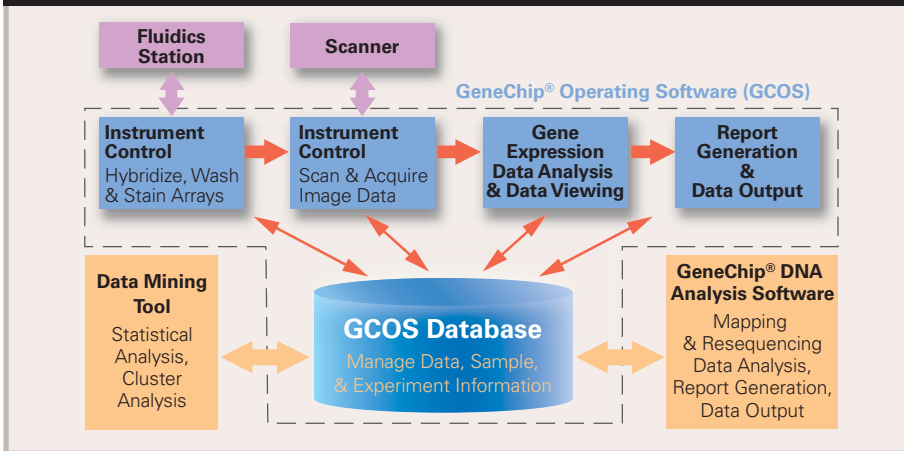 Fluidics
Station
Scanner
GeneChip® Operating Software (GCOS)
Instrument
Control
Hybridize, Wash
& Stain Arrays
Instrument
Control
Scan & Acquire
Image Data
Gene
Expression
Data Analysis
& Data Viewing
Report
Generation
&
Data Output
Data Mining
Tool
Statistical
Analysis,
Cluster
Analysis
GCOS Database
Manage Data, Sample,
& Experiment Information
GeneChip® DNA
Analysis Software
Mapping
& Resequencing
Data Analysis,
Report Generation,
Data Output